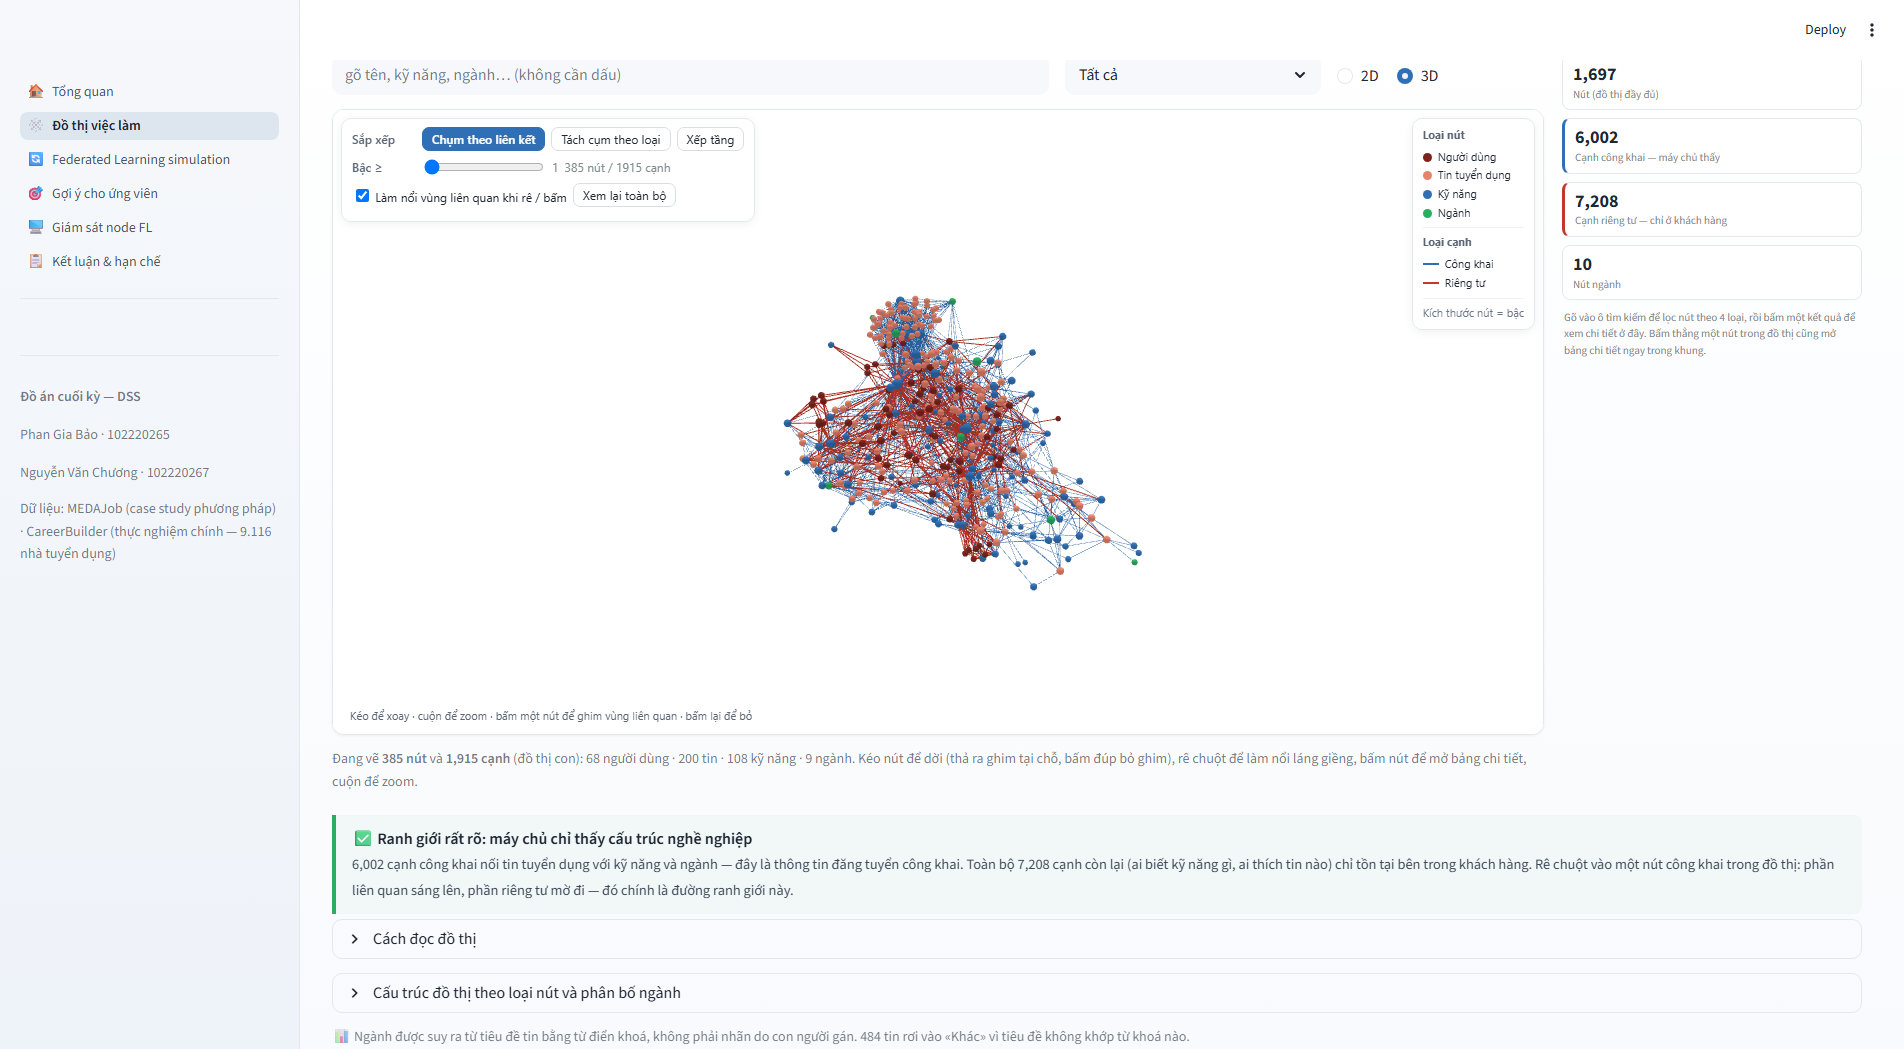 Deploy
Tổng quan
Đồ thị việc làm
Federated Learning simulation
Gợi ý cho ứng viên
Giám sát node FL
Kết luận & hạn chế
Đồ án cuối kỳ — DSS
Phan Gia Bảo · 102220265
Nguyễn Văn Chương · 102220267
Dữ liệu: MEDAJob (case study phương pháp)
· CareerBuilder (thực nghiệm chính — 9.116
nhà tuyển dụng)
gõ tên, kỹ năng, ngành… (không cần dấu)
Tất cả
2D
3D
Sắp xếp
Chụm theo liên kết
Tách cụm theo loại
Xếp tầng
Bậc ≥
1 385 nút / 1915 cạnh
Làm nổi vùng liên quan khi rê / bấm
Xem lại toàn bộ
Loại nút
Người dùng
Tin tuyển dụng
Kỹ năng
Ngành
Loại cạnh
Công khai
Riêng tư
Kích thước nút = bậc
Kéo để xoay · cuộn để zoom · bấm một nút để ghim vùng liên quan · bấm lại để bỏ
1,697
Nút (đồ thị đầy đủ)
6,002
Cạnh công khai — máy chủ thấy
7,208
Cạnh riêng tư — chỉ ở khách hàng
10
Nút ngành
Gõ vào ô tìm kiếm để lọc nút theo 4 loại, rồi bấm một kết quả để
xem chi tiết ở đây. Bấm thẳng một nút trong đồ thị cũng mở
bảng chi tiết ngay trong khung.
Đang vẽ 385 nút và 1,915 cạnh (đồ thị con): 68 người dùng · 200 tin · 108 kỹ năng · 9 ngành. Kéo nút để dời (thả ra ghim tại chỗ, bấm đúp bỏ ghim), rê chuột để làm nổi láng giềng, bấm nút để mở bảng chi tiết,
cuộn để zoom.
Ranh giới rất rõ: máy chủ chỉ thấy cấu trúc nghề nghiệp
6,002 cạnh công khai nối tin tuyển dụng với kỹ năng và ngành — đây là thông tin đăng tuyển công khai. Toàn bộ 7,208 cạnh còn lại (ai biết kỹ năng gì, ai thích tin nào) chỉ tồn tại bên trong khách hàng. Rê chuột vào một nút công khai trong đồ thị: phần
liên quan sáng lên, phần riêng tư mờ đi — đó chính là đường ranh giới này.
Cách đọc đồ thị
Cấu trúc đồ thị theo loại nút và phân bố ngành
Ngành được suy ra từ tiêu đề tin bằng từ điển khoá, không phải nhãn do con người gán. 484 tin rơi vào «Khác» vì tiêu đề không khớp từ khoá nào.